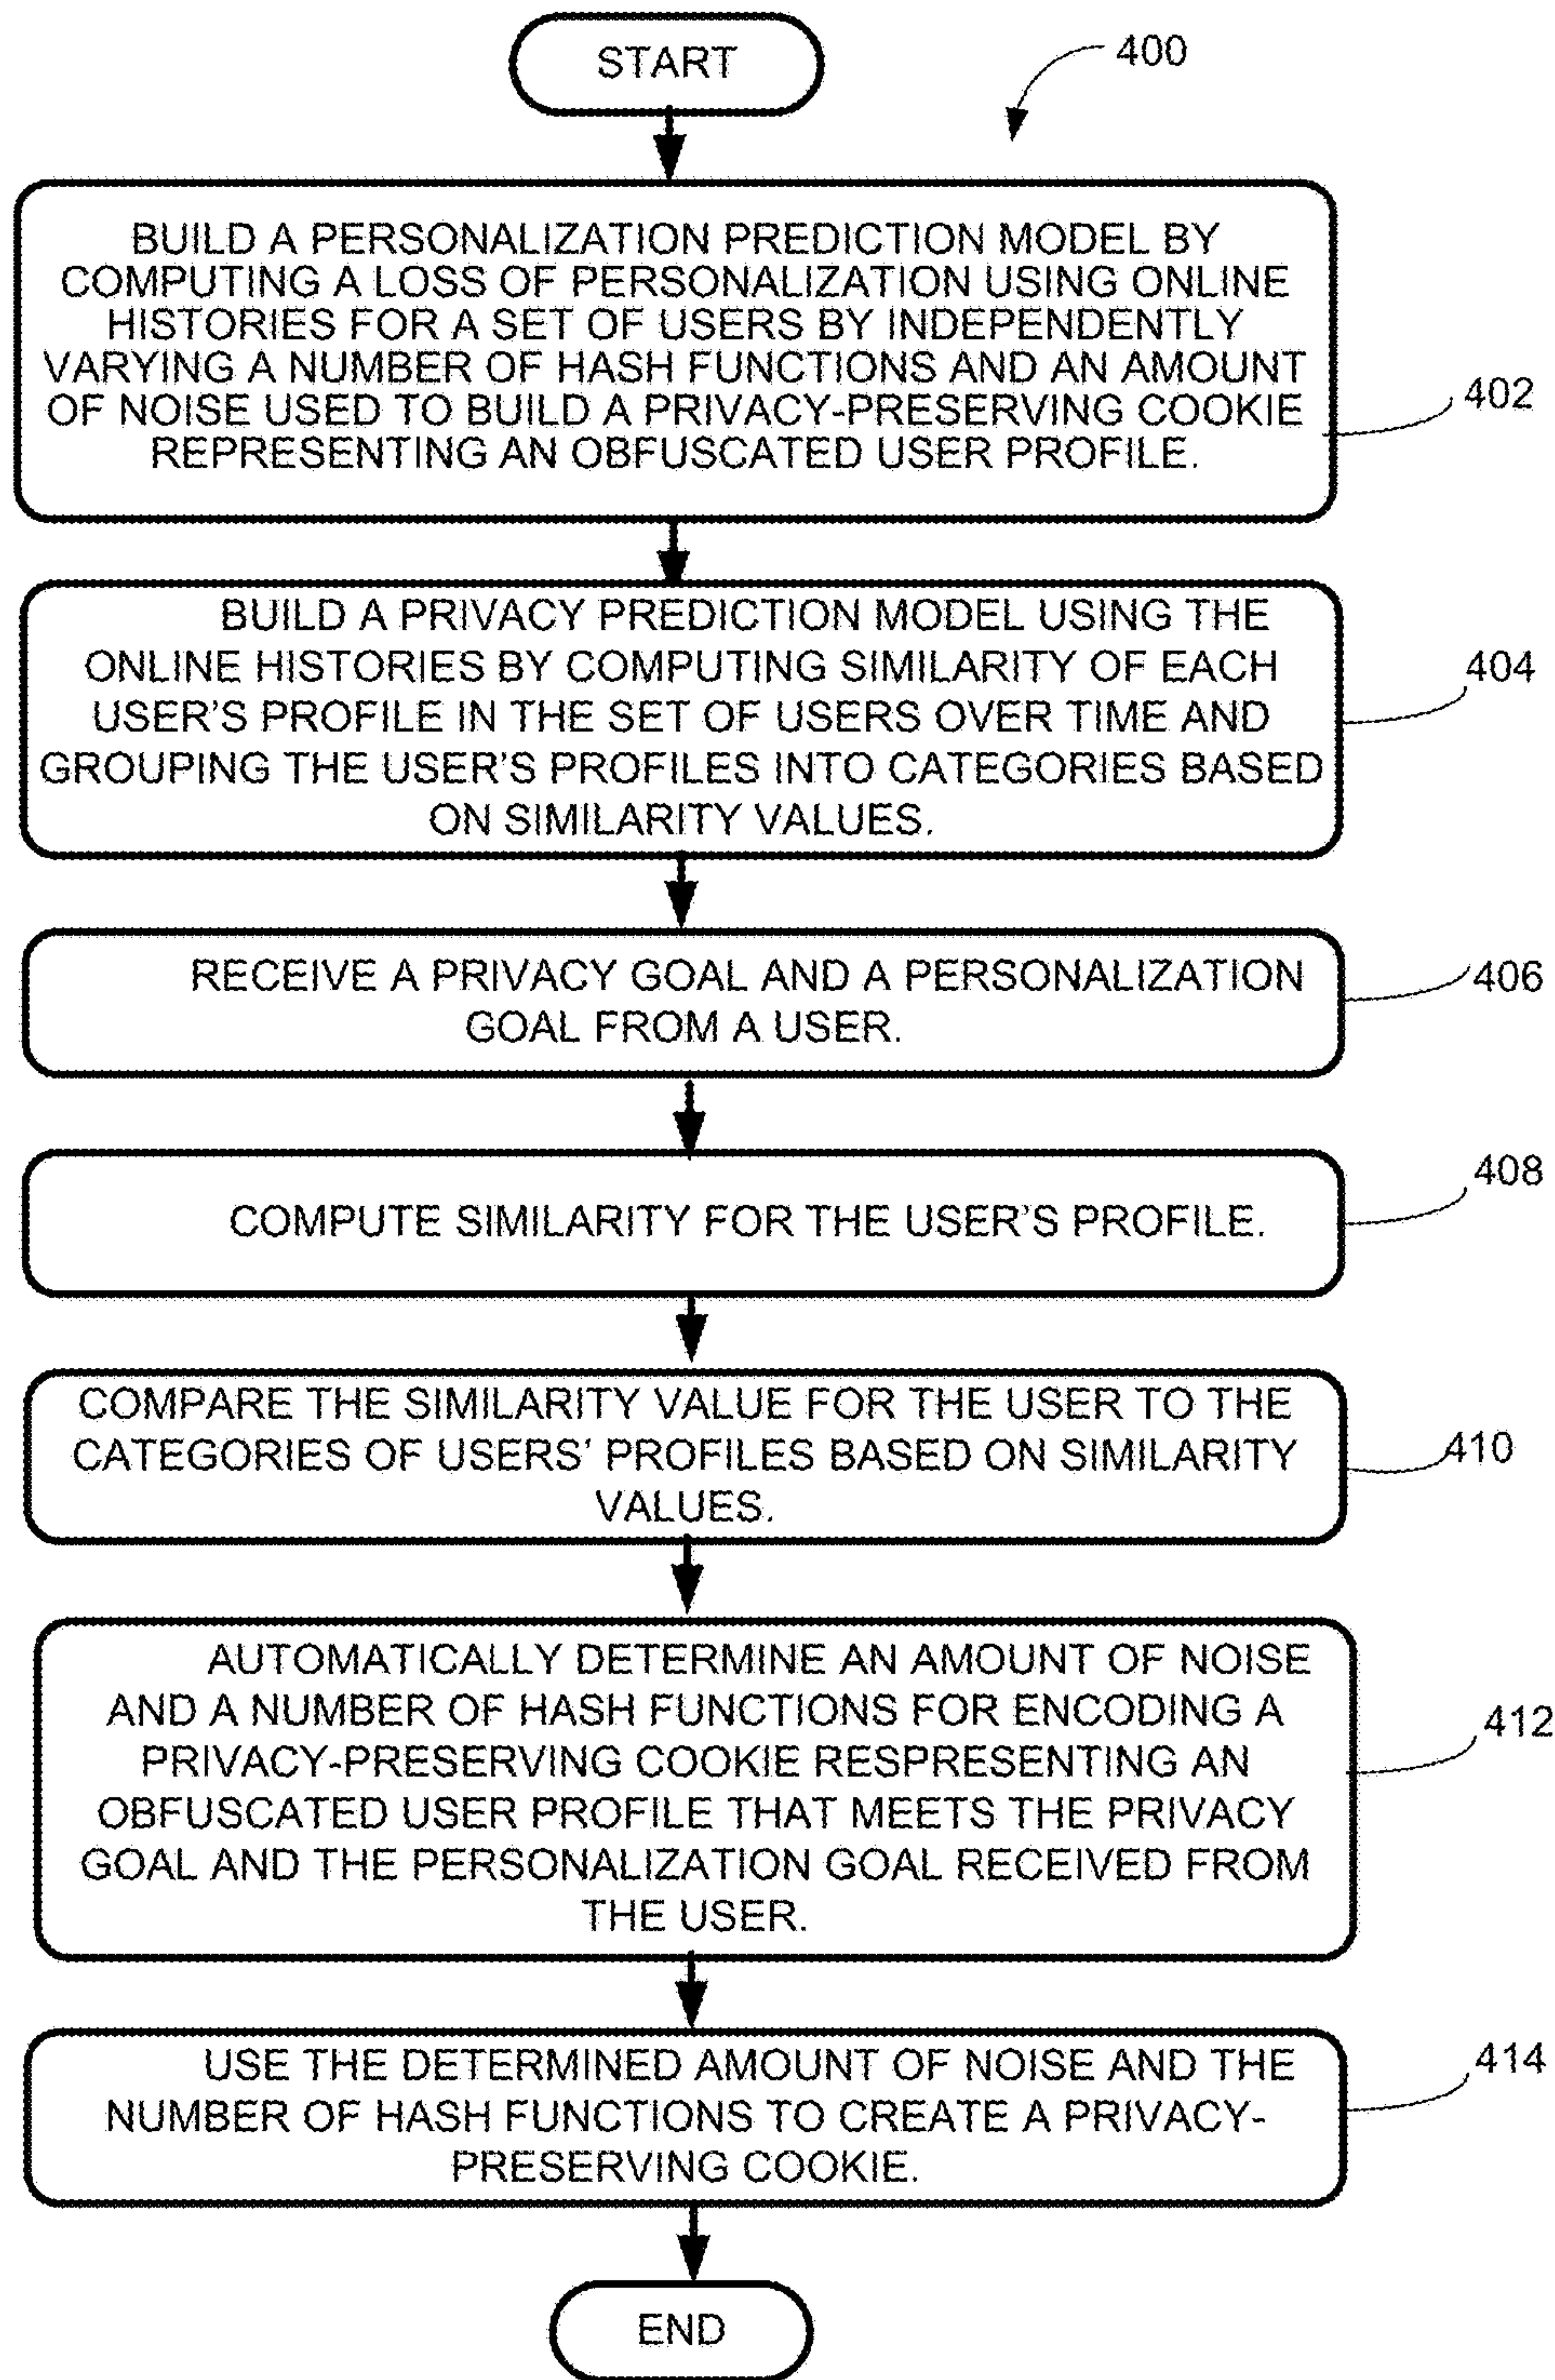 START
400
BUILD A PERSONALIZATION PREDICTION MODEL BY
COMPUTING A LOSS OF PERSONALIZATION USING ONLINE
HISTORIES FOR A SET OF USERS BY INDEPENDENTLY
VARYING A NUMBER OF HASH FUNCTIONS AND AN AMOUNT
OF NOISE USED TO BUILD A PRIVACY-PRESERVING COOKIE
REPRESENTING AN OBFUSCATED USER PROFILE.
402
BUILD A PRIVACY PREDICTION MODEL USING THE
ONLINE HISTORIES BY COMPUTING SIMILARITY OF EACH
USER'S PROFILE IN THE SET OF USERS OVER TIME AND
GROUPING THE USER'S PROFILES INTO CATEGORIES BASED
ON SIMILARITY VALUES.
404
RECEIVE A PRIVACY GOAL AND A PERSONALIZATION
GOAL FROM A USER.
406
COMPUTE SIMILARITY FOR THE USER'S PROFILE.
408
COMPARE THE SIMILARITY VALUE FOR THE USER TO THE
CATEGORIES OF USERS' PROFILES BASED ON SIMILARITY
VALUES.
410
AUTOMATICALLY DETERMINE AN AMOUNT OF NOISE
AND A NUMBER OF HASH FUNCTIONS FOR ENCODING A
PRIVACY-PRESERVING COOKIE RESPRESENTING AN
OBFUSCATED USER PROFILE THAT MEETS THE PRIVACY
GOAL AND THE PERSONALIZATION GOAL RECEIVED FROM
THE USER.
412
USE THE DETERMINED AMOUNT OF NOISE AND THE
NUMBER OF HASH FUNCTIONS TO CREATE A PRIVACY-
PRESERVING COOKIE.
414
END